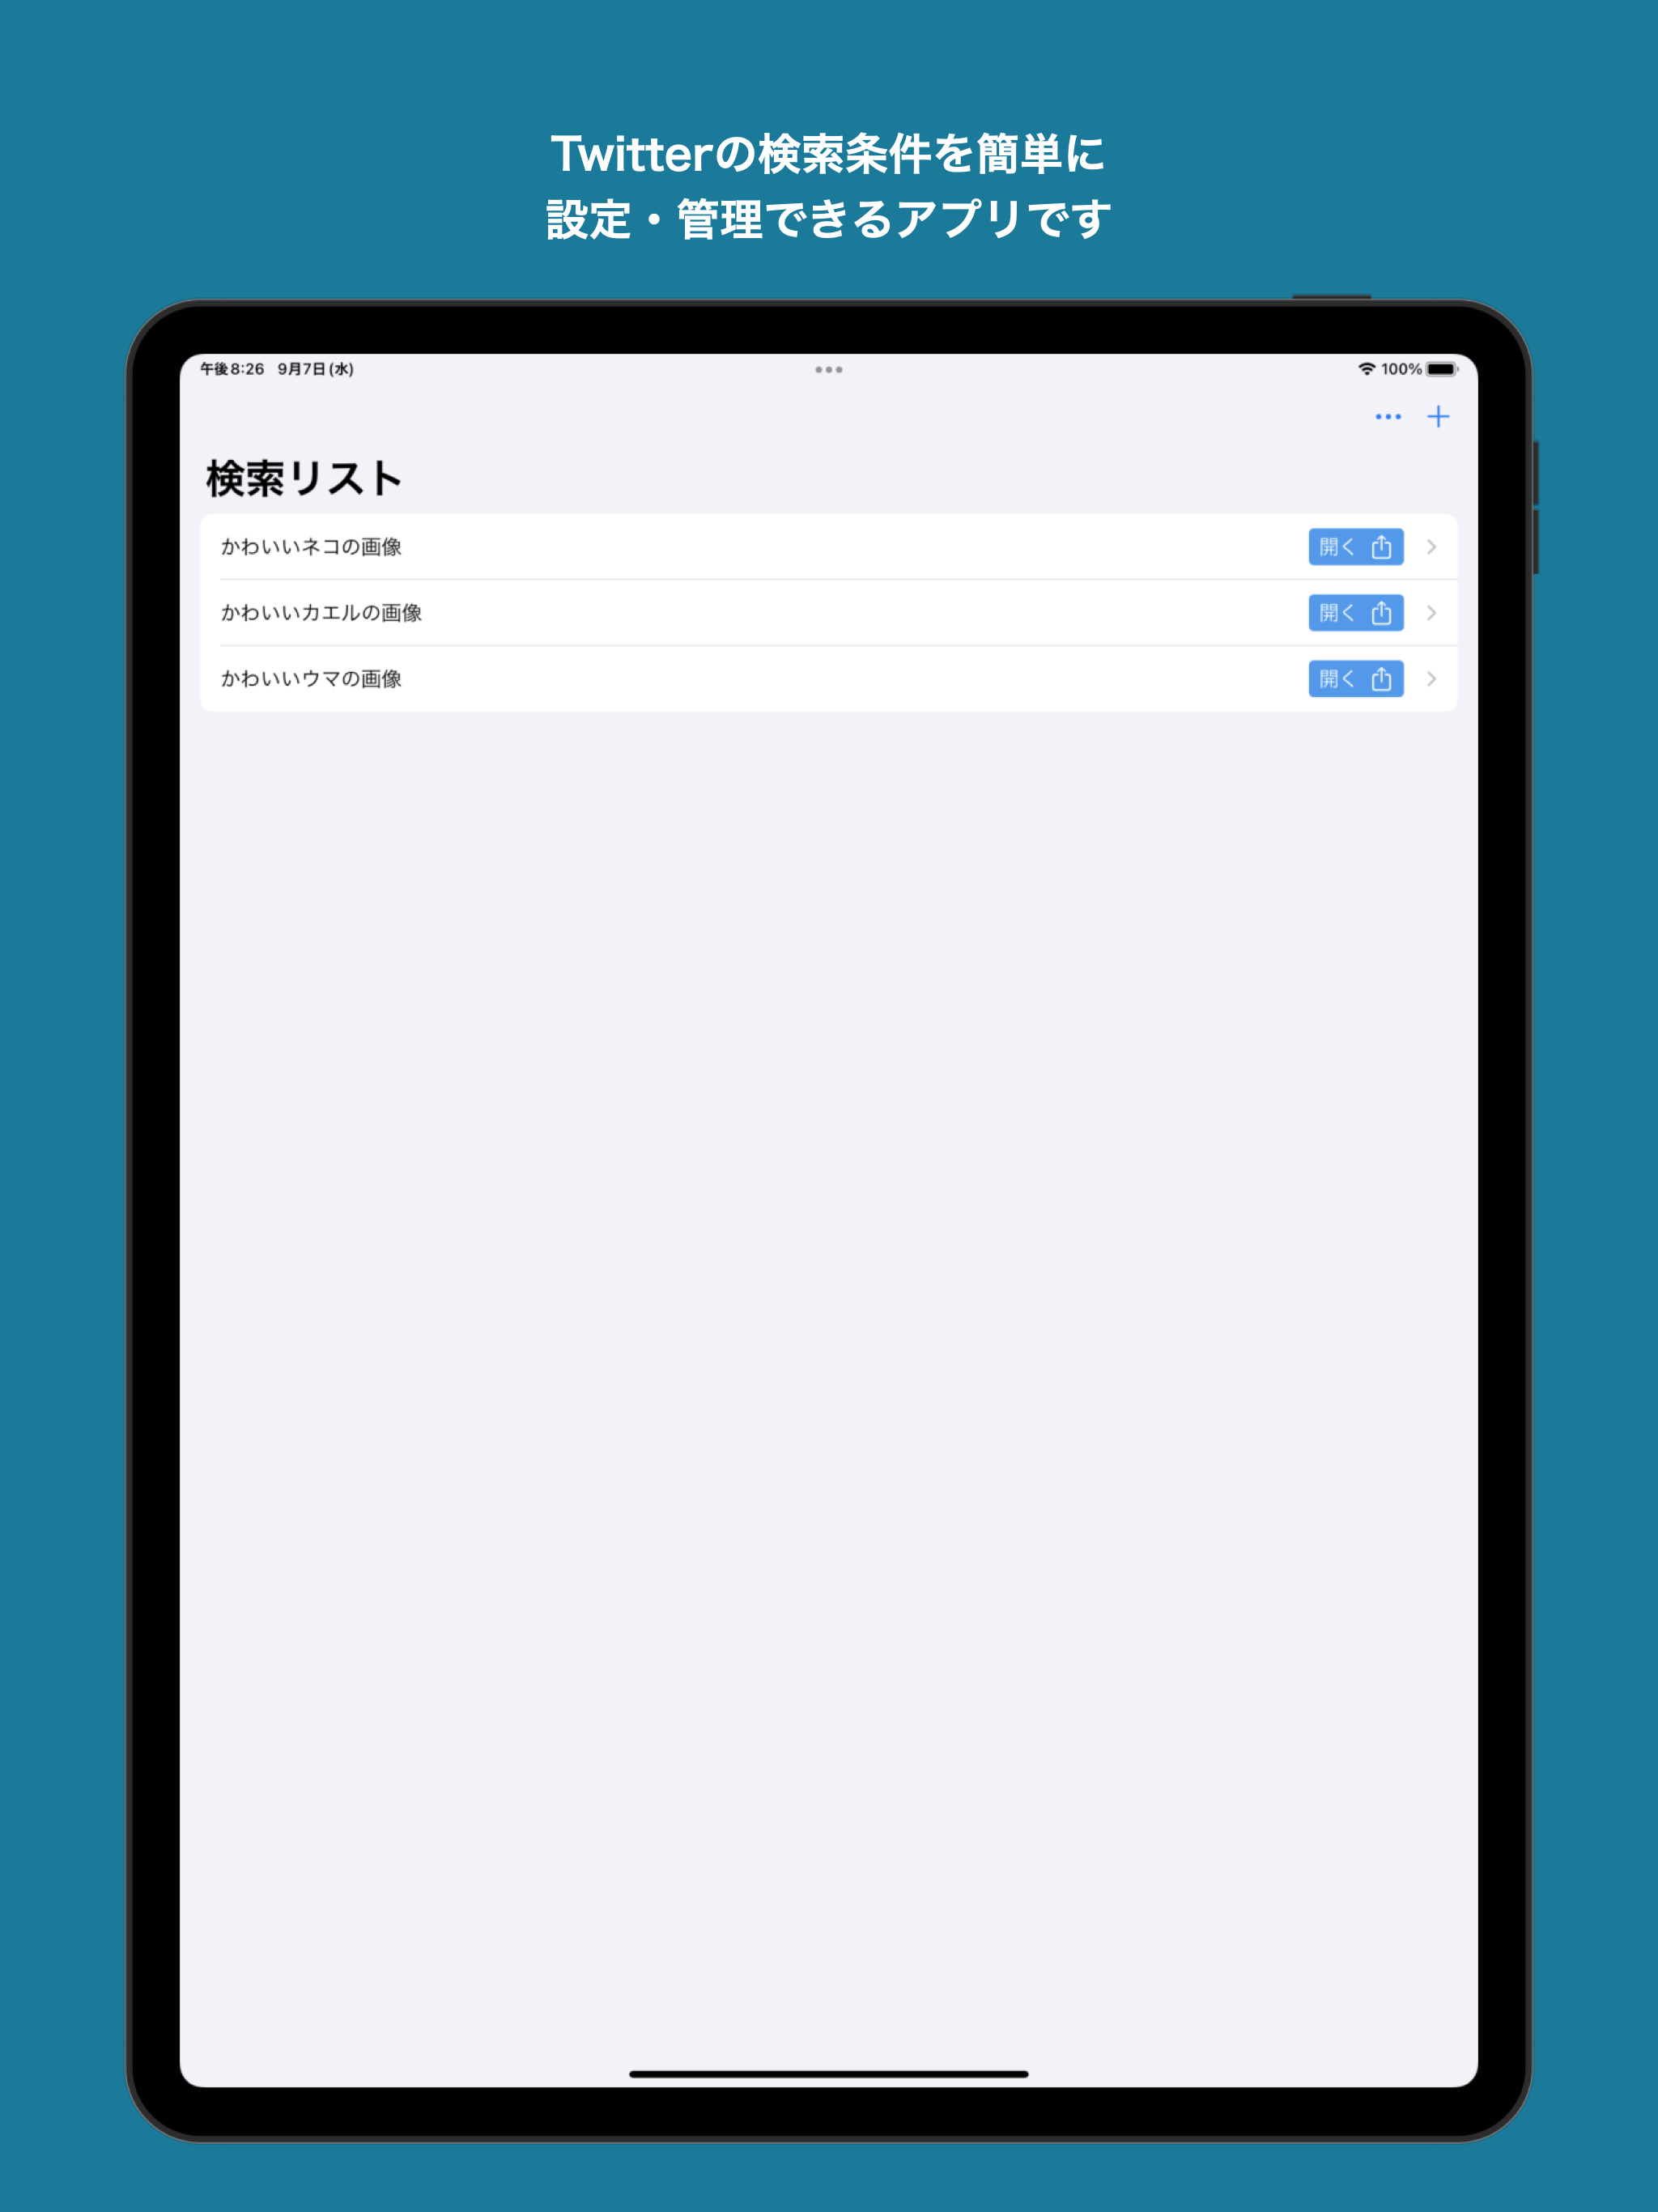 Twitterの検索条件を簡単に
設定・管理できるアプリです
午後8:26 9月7日(水)
100%
検索リスト
かわいいネコの画像 開く
かわいいカエルの画像 開く
かわいいウマの画像 開く